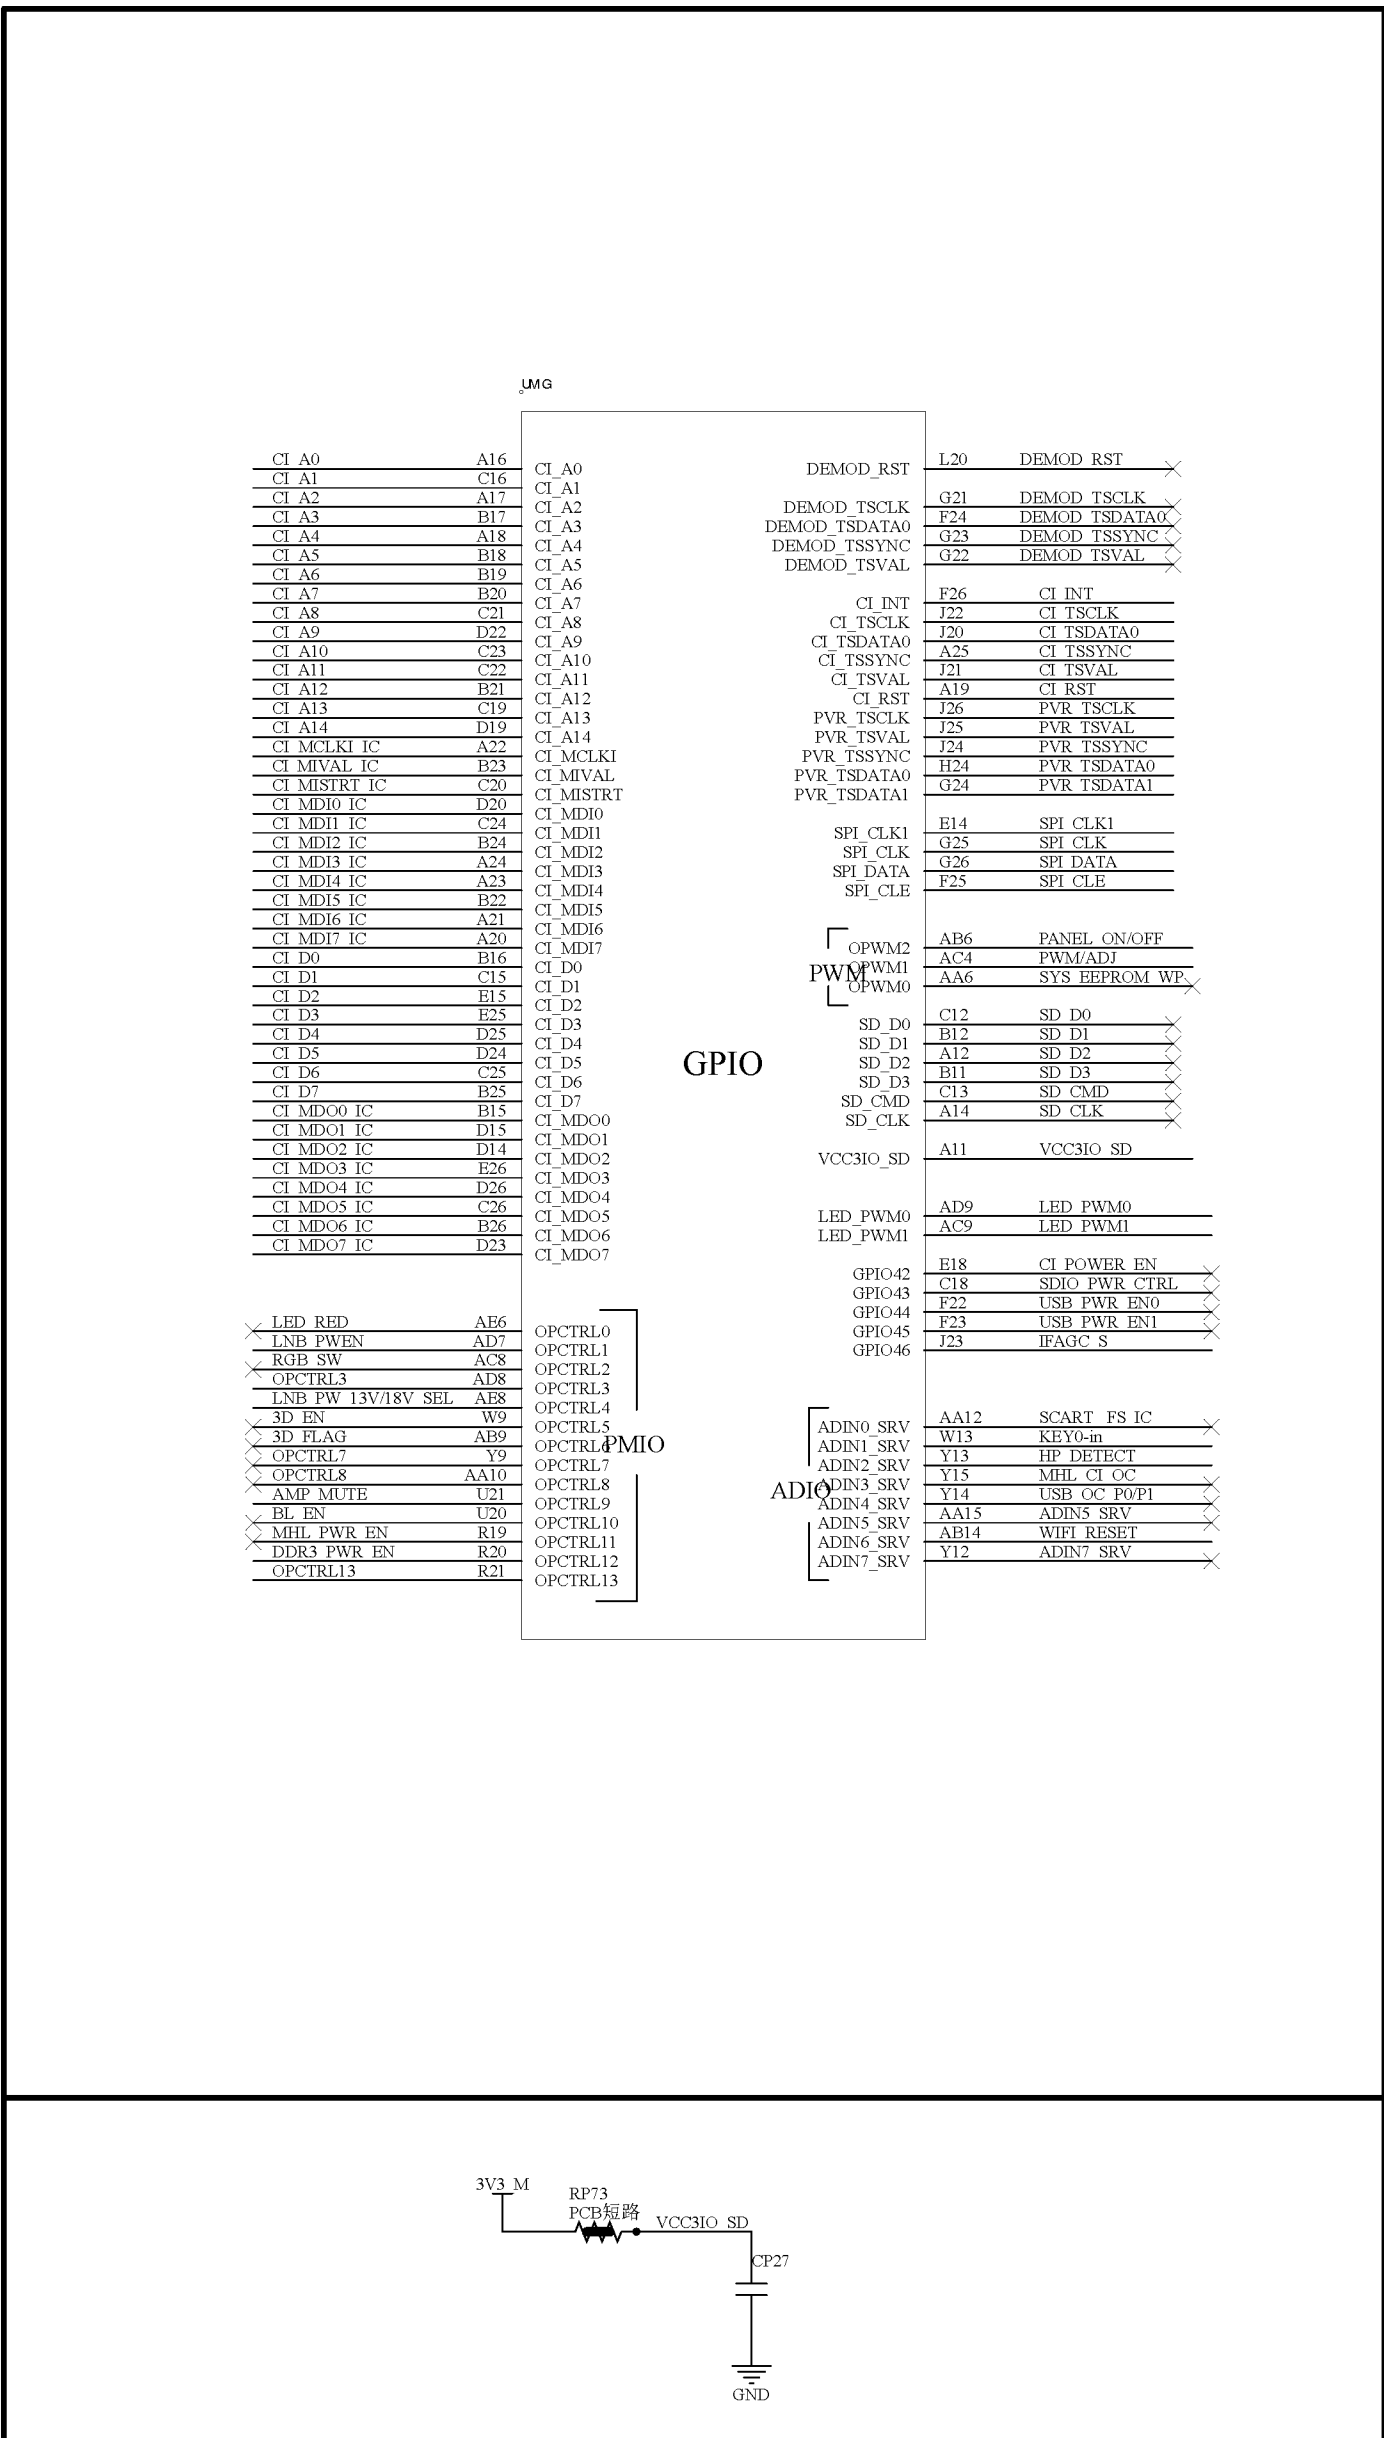 UMG
CI_A0 A16 CI_A0
CI_A1 C16 CI_A1
CI_A2 A17 CI_A2
CI_A3 B17 CI_A3
CI_A4 A18 CI_A4
CI_A5 B18 CI_A5
CI_A6 B19 CI_A6
CI_A7 B20 CI_A7
CI_A8 C21 CI_A8
CI_A9 D22 CI_A9
CI_A10 C23 CI_A10
CI_A11 C22 CI_A11
CI_A12 B21 CI_A12
CI_A13 C19 CI_A13
CI_A14 D19 CI_A14
CI_MCLKI_IC A22 CI_MCLKI
CI_MIVAL_IC B23 CI_MIVAL
CI_MISTRT_IC C20 CI_MISTRT
CI_MDI0_IC D20 CI_MDI0
CI_MDI1_IC C24 CI_MDI1
CI_MDI2_IC B24 CI_MDI2
CI_MDI3_IC A24 CI_MDI3
CI_MDI4_IC A23 CI_MDI4
CI_MDI5_IC B22 CI_MDI5
CI_MDI6_IC A21 CI_MDI6
CI_MDI7_IC A20 CI_MDI7
CI_D0 B16 CI_D0
CI_D1 C15 CI_D1
CI_D2 E15 CI_D2
CI_D3 E25 CI_D3
CI_D4 D25 CI_D4
CI_D5 D24 CI_D5
CI_D6 C25 CI_D6
CI_D7 B25 CI_D7
CI_MDO0_IC B15 CI_MDO0
CI_MDO1_IC D15 CI_MDO1
CI_MDO2_IC D14 CI_MDO2
CI_MDO3_IC E26 CI_MDO3
CI_MDO4_IC D26 CI_MDO4
CI_MDO5_IC C26 CI_MDO5
CI_MDO6_IC B26 CI_MDO6
CI_MDO7_IC D23 CI_MDO7
LED_RED AE6 OPCTRL0
LNB_PWEN AD7 OPCTRL1
RGB_SW AC8 OPCTRL2
OPCTRL3 AD8 OPCTRL3
LNB_PW_13V/18V_SEL AE8 OPCTRL4
3D_EN W9 OPCTRL5
3D_FLAG AB9 OPCTRL6
OPCTRL7 Y9 OPCTRL7
OPCTRL8 AA10 OPCTRL8
AMP_MUTE U21 OPCTRL9
BL_EN U20 OPCTRL10
MHL_PWR_EN R19 OPCTRL11
DDR3_PWR_EN R20 OPCTRL12
OPCTRL13 R21 OPCTRL13
PMIO
GPIO
DEMOD_RST L20 DEMOD_RST
DEMOD_TSCLK G21 DEMOD_TSCLK
DEMOD_TSDATA0 F24 DEMOD_TSDATA0
DEMOD_TSSYNC G23 DEMOD_TSSYNC
DEMOD_TSVAL G22 DEMOD_TSVAL
CI_INT F26 CI_INT
CI_TSCLK J22 CI_TSCLK
CI_TSDATA0 J20 CI_TSDATA0
CI_TSSYNC A25 CI_TSSYNC
CI_TSVAL J21 CI_TSVAL
CI_RST A19 CI_RST
PVR_TSCLK J26 PVR_TSCLK
PVR_TSVAL J25 PVR_TSVAL
PVR_TSSYNC J24 PVR_TSSYNC
PVR_TSDATA0 H24 PVR_TSDATA0
PVR_TSDATA1 G24 PVR_TSDATA1
SPI_CLK1 E14 SPI_CLK1
SPI_CLK G25 SPI_CLK
SPI_DATA G26 SPI_DATA
SPI_CLE F25 SPI_CLE
PWM
OPWM2 AB6 PANEL_ON/OFF
OPWM1 AC4 PWM/ADJ
OPWM0 AA6 SYS_EEPROM_WP
SD_D0 C12 SD_D0
SD_D1 B12 SD_D1
SD_D2 A12 SD_D2
SD_D3 B11 SD_D3
SD_CMD C13 SD_CMD
SD_CLK A14 SD_CLK
VCC3IO_SD A11 VCC3IO_SD
LED_PWM0 AD9 LED_PWM0
LED_PWM1 AC9 LED_PWM1
GPIO42 E18 CI_POWER_EN
GPIO43 C18 SDIO_PWR_CTRL
GPIO44 F22 USB_PWR_EN0
GPIO45 F23 USB_PWR_EN1
GPIO46 J23 IFAGC_S
ADIO
ADIN0_SRV AA12 SCART_FS_IC
ADIN1_SRV W13 KEY0-in
ADIN2_SRV Y13 HP_DETECT
ADIN3_SRV Y15 MHL_CI_OC
ADIN4_SRV Y14 USB_OC_P0/P1
ADIN5_SRV AA15 ADIN5_SRV
ADIN6_SRV AB14 WIFI_RESET
ADIN7_SRV Y12 ADIN7_SRV
3V3_M
RP73
PCB短路
VCC3IO_SD
CP27
GND